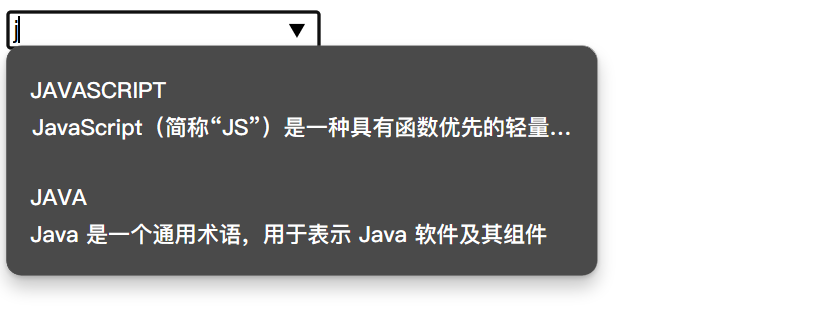 j
JAVASCRIPT
JavaScript（简称“JS”）是一种具有函数优先的轻量...
JAVA
Java 是一个通用术语，用于表示 Java 软件及其组件